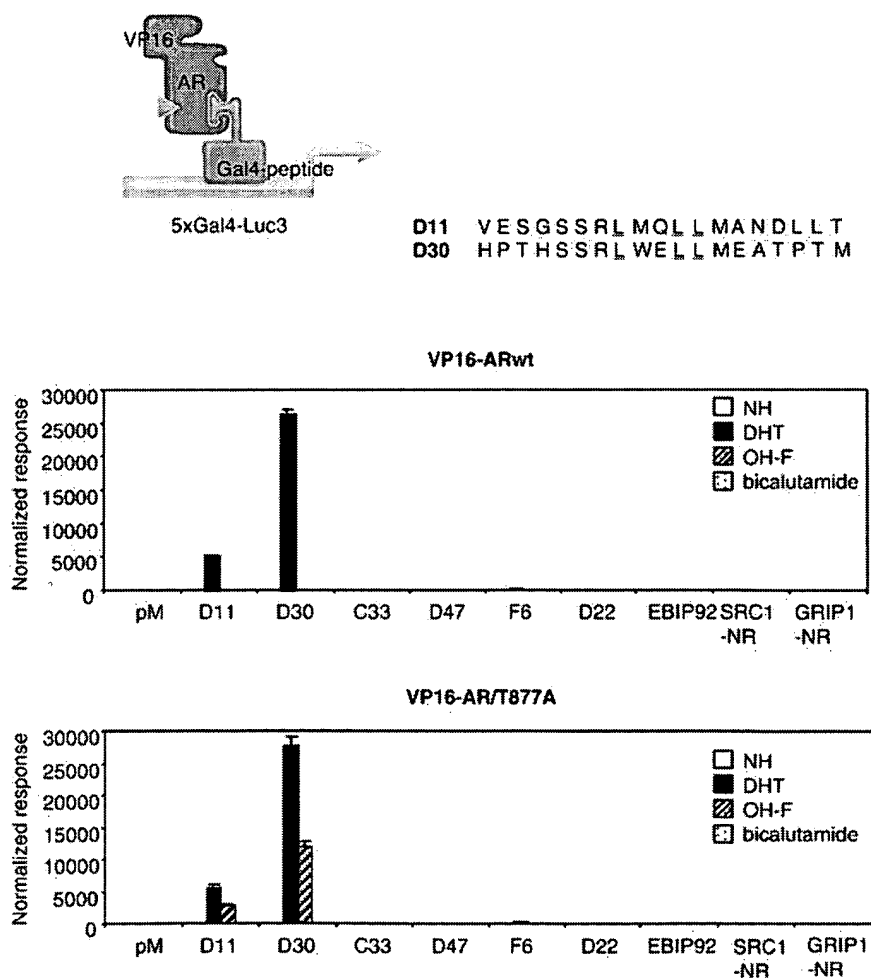 VP16
AR
Gal4-peptide
5xGal4-Luc3
D11 V E S G S S R L M Q L L M A N D L L T
D30 H P T H S S R L W E L L M E A T P T M
VP16-ARwt
Normalized response
30000
25000
20000
15000
10000
5000
0
NH
DHT
OH-F
bicalutamide
pM D11 D30 C33 D47 F6 D22 EBIP92 SRC1 GRIP1
-NR -NR
VP16-AR/T877A
Normalized response
30000
25000
20000
15000
10000
5000
0
NH
DHT
OH-F
bicalutamide
pM D11 D30 C33 D47 F6 D22 EBIP92 SRC1 GRIP1
-NR -NR